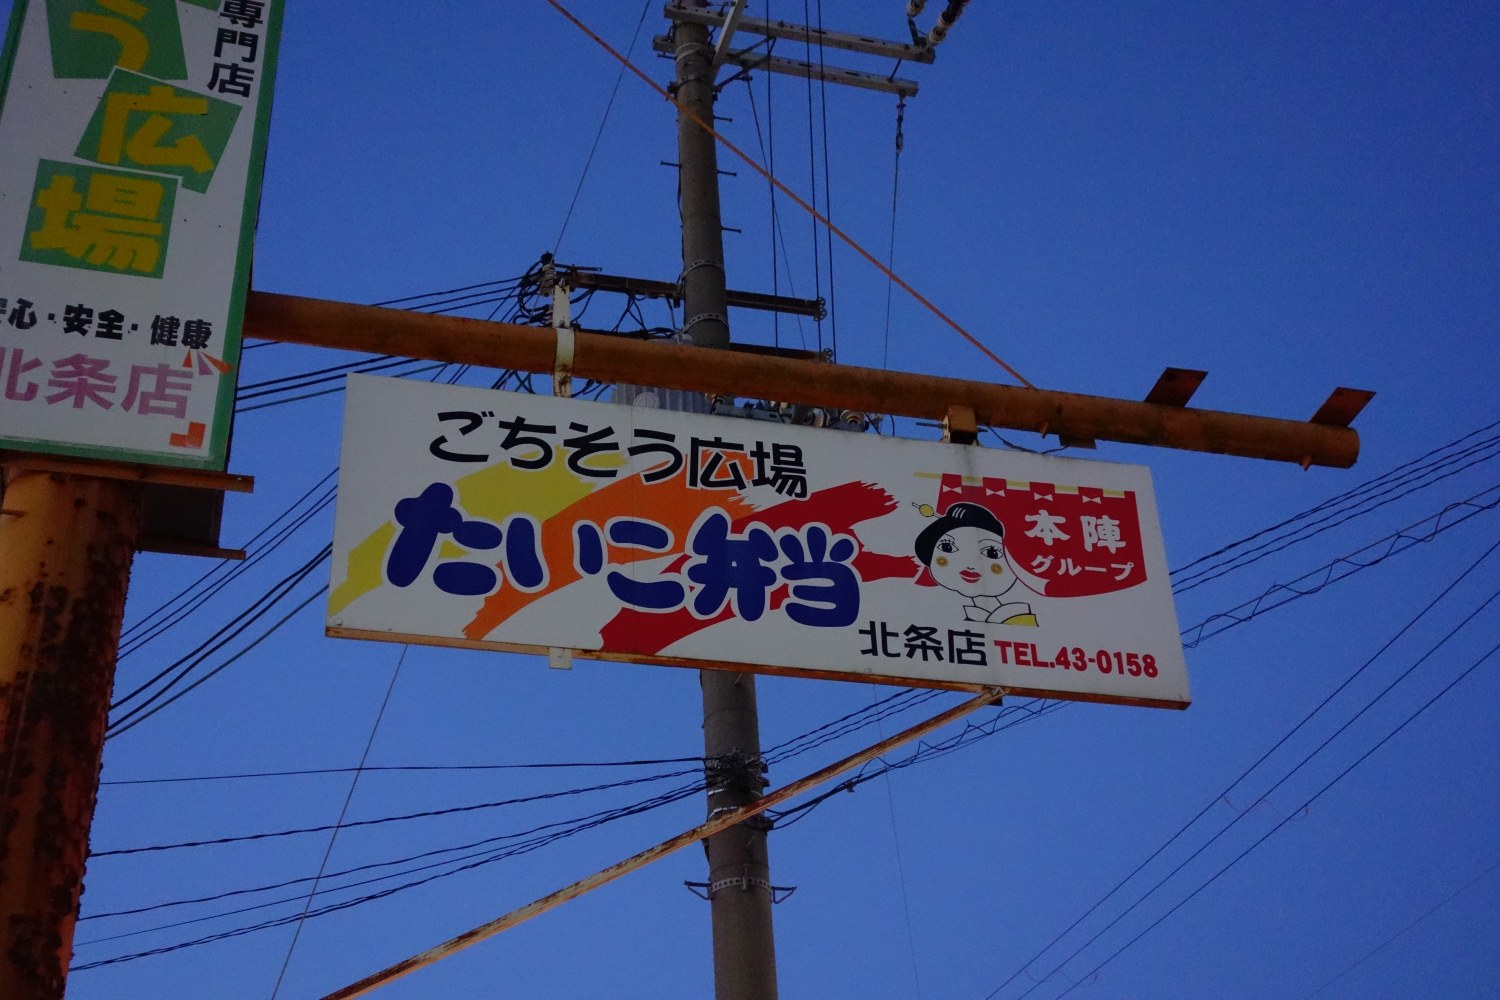 専門店
う広場
心・安全・健康
北条店
ごちそう広場
たいこ弁当
本陣
グループ
北条店 TEL.43-0158